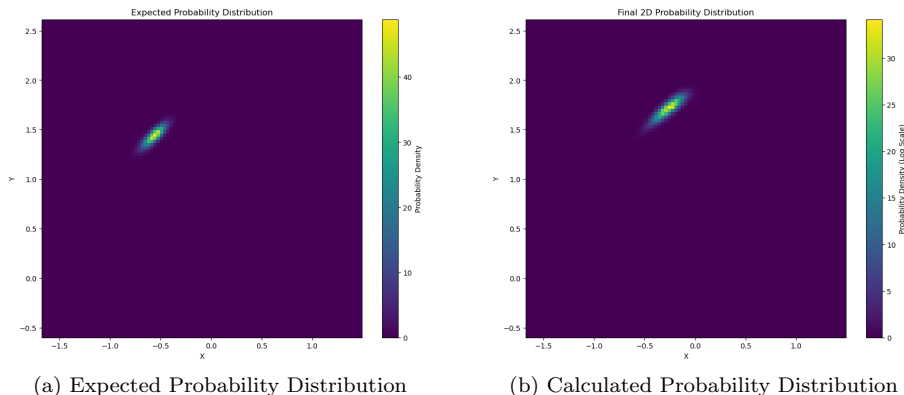 Expected Probability Distribution
2.5
2.0
1.5
1.0
0.5
0.0
−0.5
Y
−1.5 −1.0 −0.5 0.0 0.5 1.0
X
40
30
20
10
0
Probability Density
Final 2D Probability Distribution
2.5
2.0
1.5
1.0
0.5
0.0
−0.5
Y
−1.5 −1.0 −0.5 0.0 0.5 1.0
X
30
25
20
15
10
5
0
Probability Density (Log Scale)
(a) Expected Probability Distribution
(b) Calculated Probability Distribution